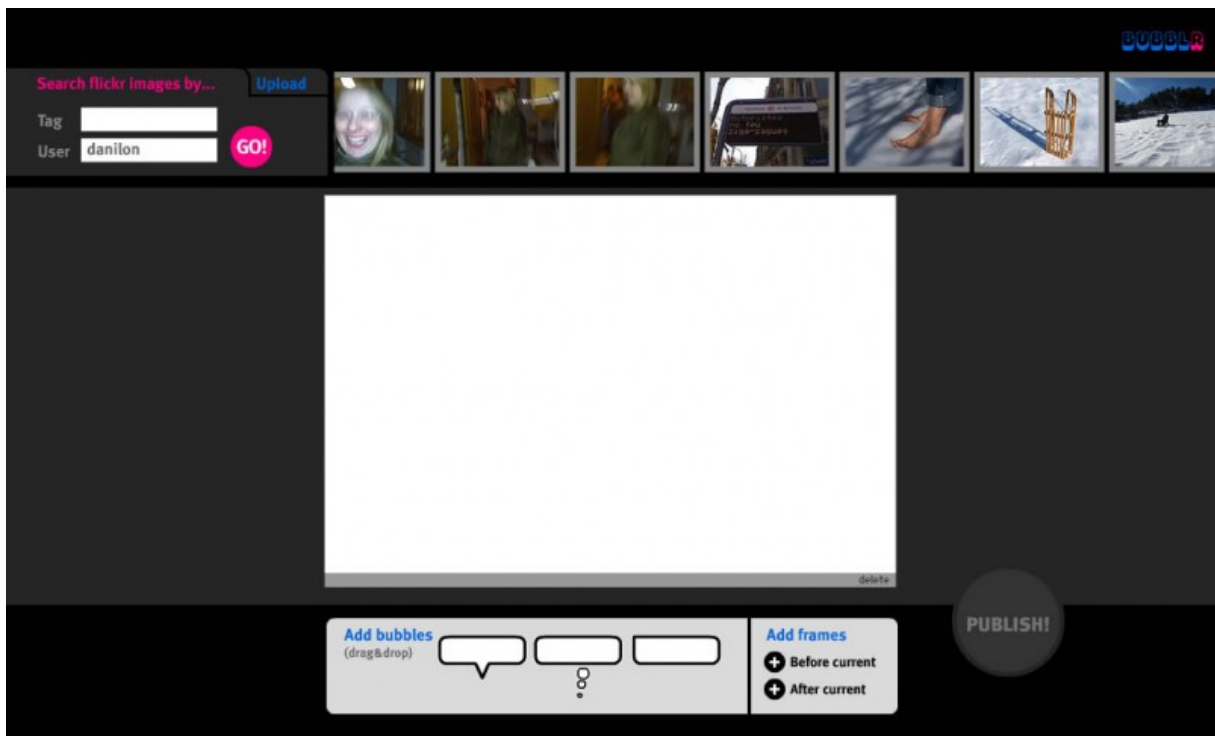 BUBBLR
Search flickr images by...
Upload
Tag
User danilon
GO!
delete
Add bubbles
(drag&drop)
Add frames
Before current
After current
PUBLISH!